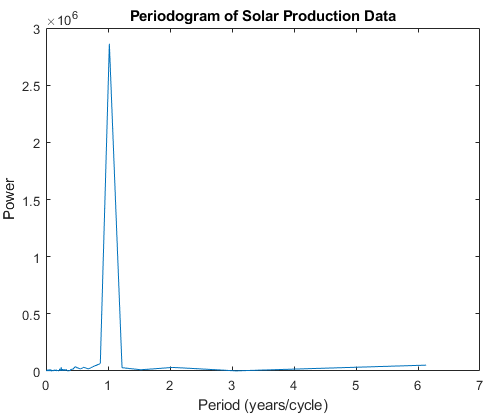 Periodogram of Solar Production Data
×10⁶
3
2.5
2
1.5
1
0.5
0
Power
0 1 2 3 4 5 6 7
Period (years/cycle)